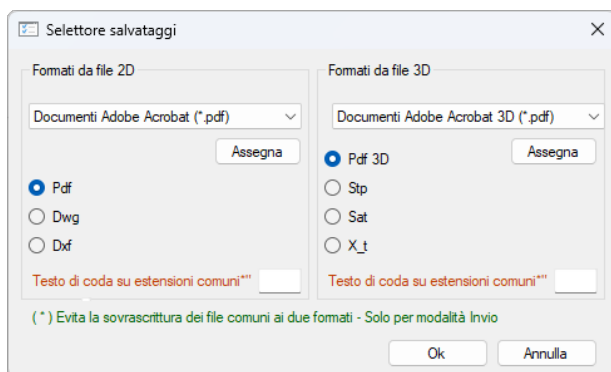 Selettore salvataggi
Formati da file 2D
Documenti Adobe Acrobat (*.pdf)
Assegna
Pdf
Dwg
Dxf
Testo di coda su estensioni comuni*"
Formati da file 3D
Documenti Adobe Acrobat 3D (*.pdf)
Assegna
Pdf 3D
Stp
Sat
X_t
Testo di coda su estensioni comuni*"
( * ) Evita la sovrascrittura dei file comuni ai due formati - Solo per modalità Invio
Ok
Annulla